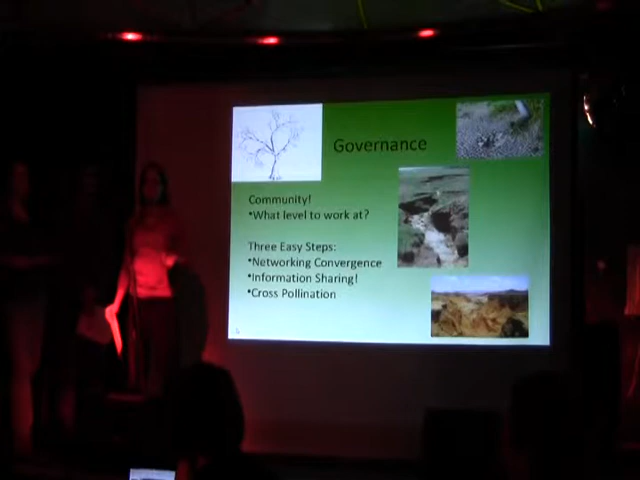 Governance
Community!
•What level to work at?
Three Easy Steps:
•Networking Convergence
•Information Sharing!
•Cross Pollination